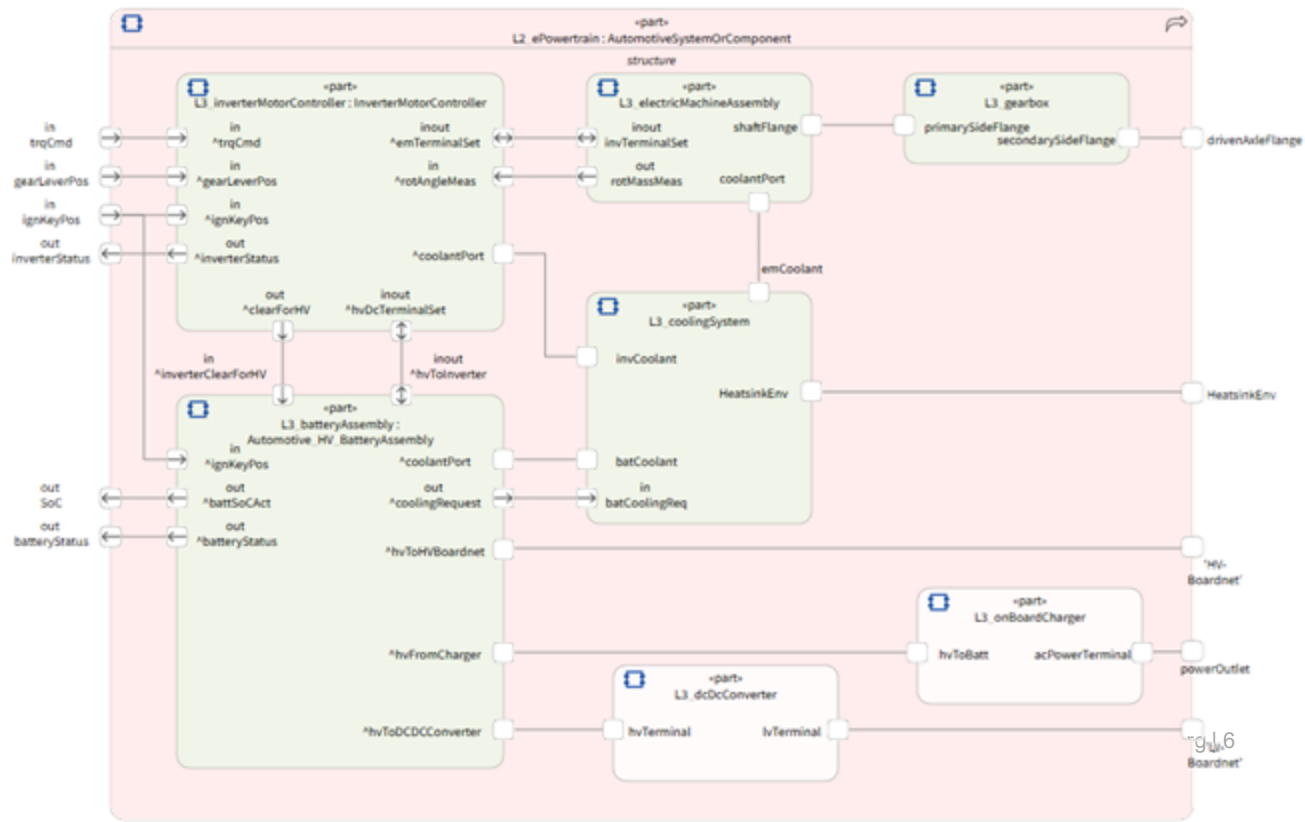 «part»
L2_ePowertrain : AutomotiveSystemOrComponent
structure
«part»
L3_inverterMotorController : InverterMotorController
«part»
L3_electricMachineAssembly
«part»
L3_gearbox
in
trqCmd
in
^trqCmd
inout
^emTerminalSet
inout
invTerminalSet
shaftFlange
primarySideFlange
secondarySideFlange
drivenAxleFlange
in
gearLeverPos
in
^gearLeverPos
in
^rotAngleMeas
out
rotMassMeas
coolantPort
in
ignKeyPos
in
^ignKeyPos
out
inverterStatus
out
^inverterStatus
^coolantPort
emCoolant
out
^clearForHV
inout
^hvDcTerminalSet
«part»
L3_coolingSystem
in
^inverterClearForHV
inout
^hvToInverter
invCoolant
HeatsinkEnv
HeatsinkEnv
«part»
L3_batteryAssembly :
Automotive_HV_BatteryAssembly
in
^ignKeyPos
^coolantPort
batCoolant
out
SoC
out
^battSoCAct
out
^coolingRequest
in
batCoolingReq
out
batteryStatus
out
^batteryStatus
^hvToHVBoardnet
'HV-
Boardnet'
«part»
L3_onBoardCharger
^hvFromCharger
hvToBatt
acPowerTerminal
powerOutlet
«part»
L3_dcDcConverter
^hvToDCDCConverter
hvTerminal
lvTerminal
Boardnet'